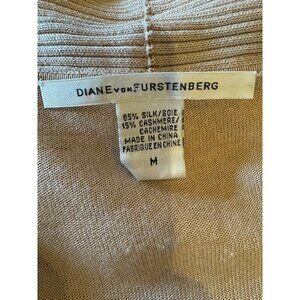 DIANE VON FURSTENBERG
85% SILK/SOIE
15% CASHMERE/
CACHEMIRE
MADE IN CHINA
FABRIQUE EN CHINE
M